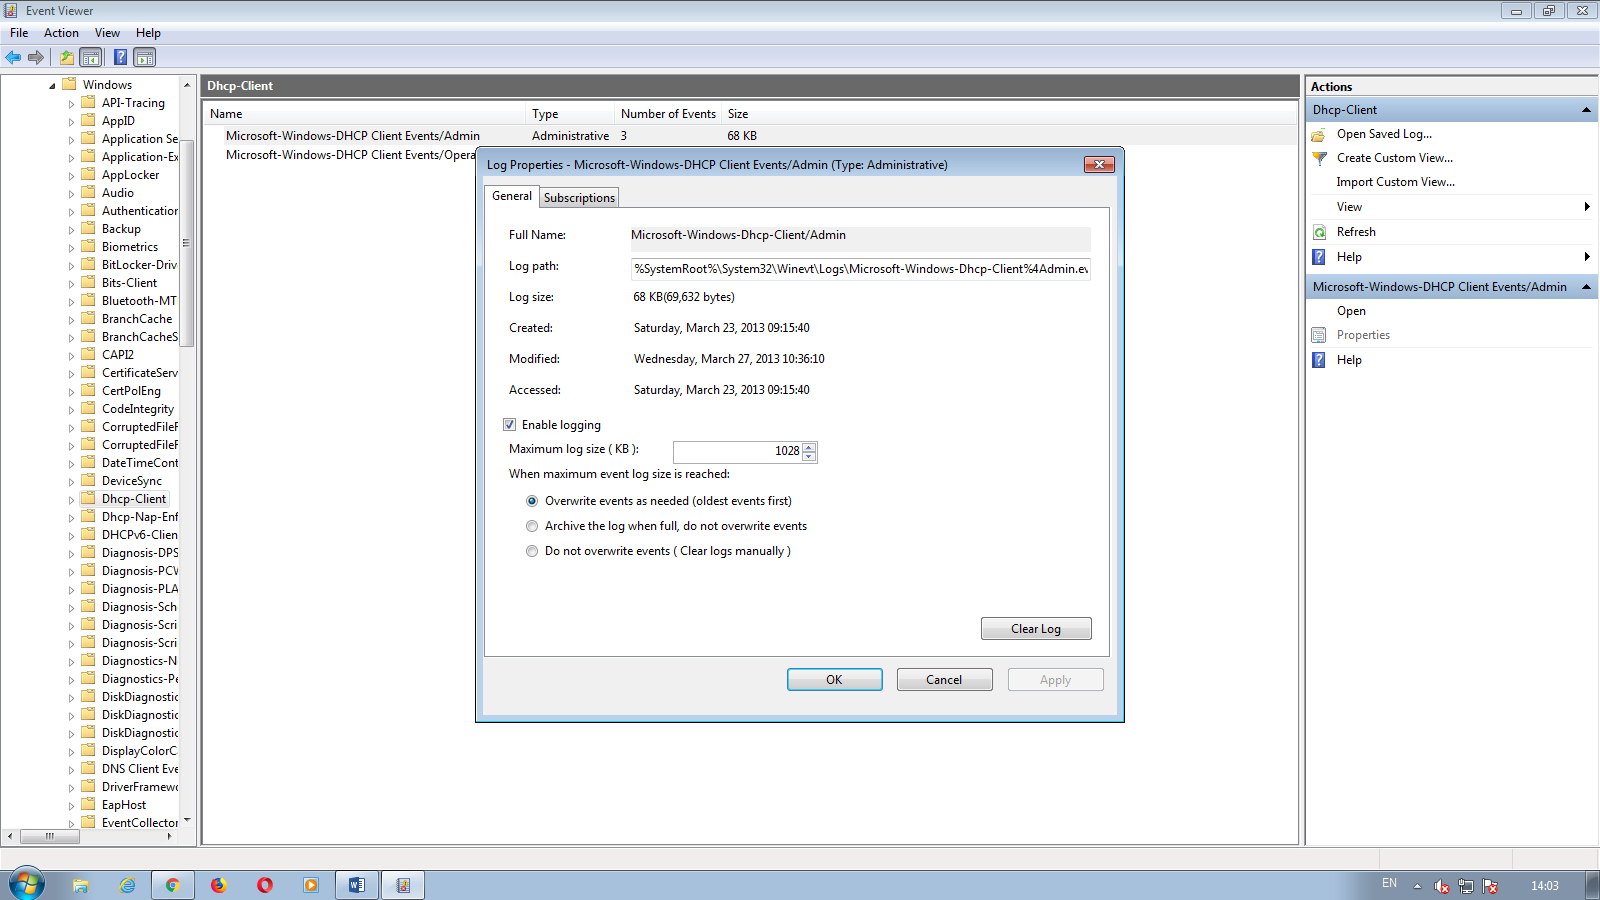 Event Viewer
File Action View Help
Windows
API-Tracing
AppID
Application Se
Application-Ex
AppLocker
Audio
Authentication
Backup
Biometrics
BitLocker-Driv
Bits-Client
Bluetooth-MT
BranchCache
BranchCacheS
CAPI2
CertificateServ
CertPolEng
CodeIntegrity
CorruptedFileF
CorruptedFileF
DateTimeCont
DeviceSync
Dhcp-Client
Dhcp-Nap-Enf
DHCPv6-Clien
Diagnosis-DPS
Diagnosis-PCW
Diagnosis-PLA
Diagnosis-Sch
Diagnosis-Scri
Diagnosis-Scri
Diagnostics-N
Diagnostics-Pe
DiskDiagnostic
DiskDiagnostic
DiskDiagnostic
DisplayColorC
DNS Client Eve
DriverFramewo
EapHost
EventCollector
Dhcp-Client
Name Type Number of Events Size
Microsoft-Windows-DHCP Client Events/Admin Administrative 3 68 KB
Microsoft-Windows-DHCP Client Events/Opera
Log Properties - Microsoft-Windows-DHCP Client Events/Admin (Type: Administrative)
General Subscriptions
Full Name: Microsoft-Windows-Dhcp-Client/Admin
Log path: %SystemRoot%\System32\Winevt\Logs\Microsoft-Windows-Dhcp-Client%4Admin.ev
Log size: 68 KB(69,632 bytes)
Created: Saturday, March 23, 2013 09:15:40
Modified: Wednesday, March 27, 2013 10:36:10
Accessed: Saturday, March 23, 2013 09:15:40
Enable logging
Maximum log size ( KB ): 1028
When maximum event log size is reached:
Overwrite events as needed (oldest events first)
Archive the log when full, do not overwrite events
Do not overwrite events ( Clear logs manually )
Clear Log
OK Cancel Apply
Actions
Dhcp-Client
Open Saved Log...
Create Custom View...
Import Custom View...
View
Refresh
Help
Microsoft-Windows-DHCP Client Events/Admin
Open
Properties
Help
EN 14:03